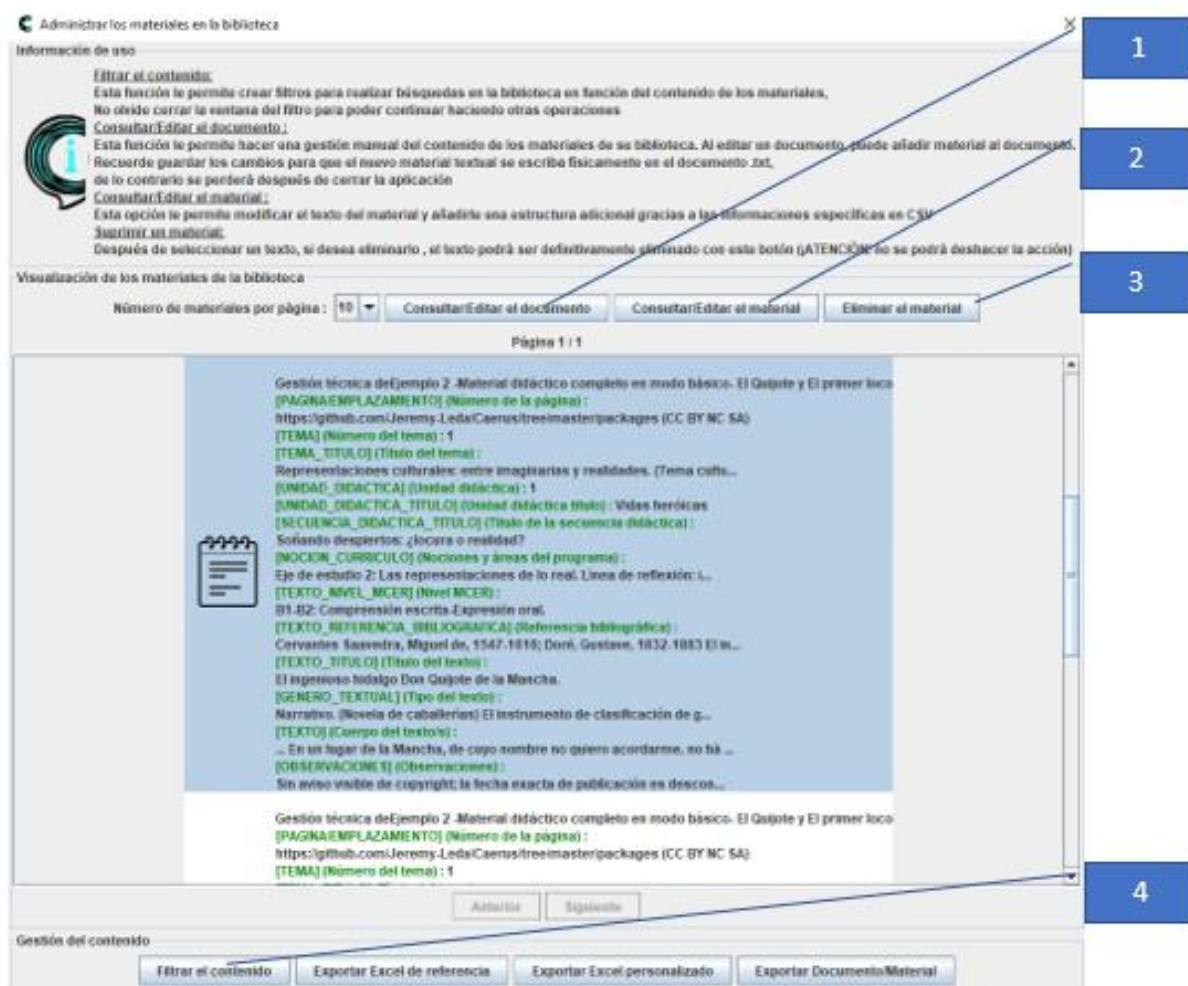 Administrar los materiales en la biblioteca
Información de uso
Filtrar el contenido:
Esta función le permite crear filtros para realizar búsquedas en la biblioteca en función del contenido de los materiales,
No olvide cerrar la ventana del filtro para poder continuar haciendo otras operaciones
Consultar/Editar el documento :
Esta función le permite hacer una gestión manual del contenido de los materiales de su biblioteca. Al editar un documento, puede añadir material al documento.
Recuerde guardar los cambios para que el nuevo material textual se escriba físicamente en el documento .txt,
de lo contrario se perderá después de cerrar la aplicación
Consultar/Editar el material :
Esta opción le permite modificar el texto del material y añadirle una estructura adicional gracias a las informaciones específicas en CSV
Suprimir un material:
Después de seleccionar un texto, si desea eliminarlo , el texto podrá ser definitivamente eliminado con este botón (¡ATENCIÓN! no se podrá deshacer la acción)
1
2
3
Visualización de los materiales de la biblioteca
Número de materiales por página : 10 Consultar/Editar el documento Consultar/Editar el material Eliminar el material
Página 1 / 1
Gestión técnica deEjemplo 2 -Material didáctico completo en modo básico- El Quijote y El primer loco
[PAGINA/EMPLAZAMIENTO] (Número de la página) :
https://github.com/Jeremy-Leda/Caerus/tree/master/packages (CC BY NC SA)
[TEMA] (Número del tema) : 1
[TEMA_TITULO] (Título del tema) :
Representaciones culturales: entre imaginarias y realidades. (Tema cultu...
[UNIDAD_DIDACTICA] (Unidad didáctica) : 1
[UNIDAD_DIDACTICA_TITULO] (Unidad didáctica título) : Vidas heróicas
[SECUENCIA_DIDACTICA_TITULO] (Título de la secuencia didáctica) :
Soñando despiertos: ¿locura o realidad?
[NOCION_CURRICULO] (Nociones y áreas del programa) :
Eje de estudio 2: Las representaciones de lo real. Línea de reflexión: i...
[TEXTO_NIVEL_MCER] (Nivel MCER) :
B1-B2: Comprensión escrita-Expresión oral.
[TEXTO_REFERENCIA_BIBLIOGRAFICA] (Referencia bibliográfica) :
Cervantes Saavedra, Miguel de, 1547-1616; Doré, Gustave, 1832-1883 El in...
[TEXTO_TITULO] (Título del texto) :
El ingenioso hidalgo Don Quijote de la Mancha.
[GENERO_TEXTUAL] (Tipo del texto) :
Narrativo. (Novela de caballerías) El instrumento de clasificación de g...
[TEXTO] (Cuerpo del texto/s) :
... En un lugar de la Mancha, de cuyo nombre no quiero acordarme, no há ...
[OBSERVACIONES] (Observaciones) :
Sin aviso visible de copyright; la fecha exacta de publicación es descon...
Gestión técnica deEjemplo 2 -Material didáctico completo en modo básico- El Quijote y El primer loco
[PAGINA/EMPLAZAMIENTO] (Número de la página) :
https://github.com/Jeremy-Leda/Caerus/tree/master/packages (CC BY NC SA)
[TEMA] (Número del tema) : 1
4
Anterior Siguiente
Gestión del contenido
Filtrar el contenido Exportar Excel de referencia Exportar Excel personalizado Exportar Documento/Material